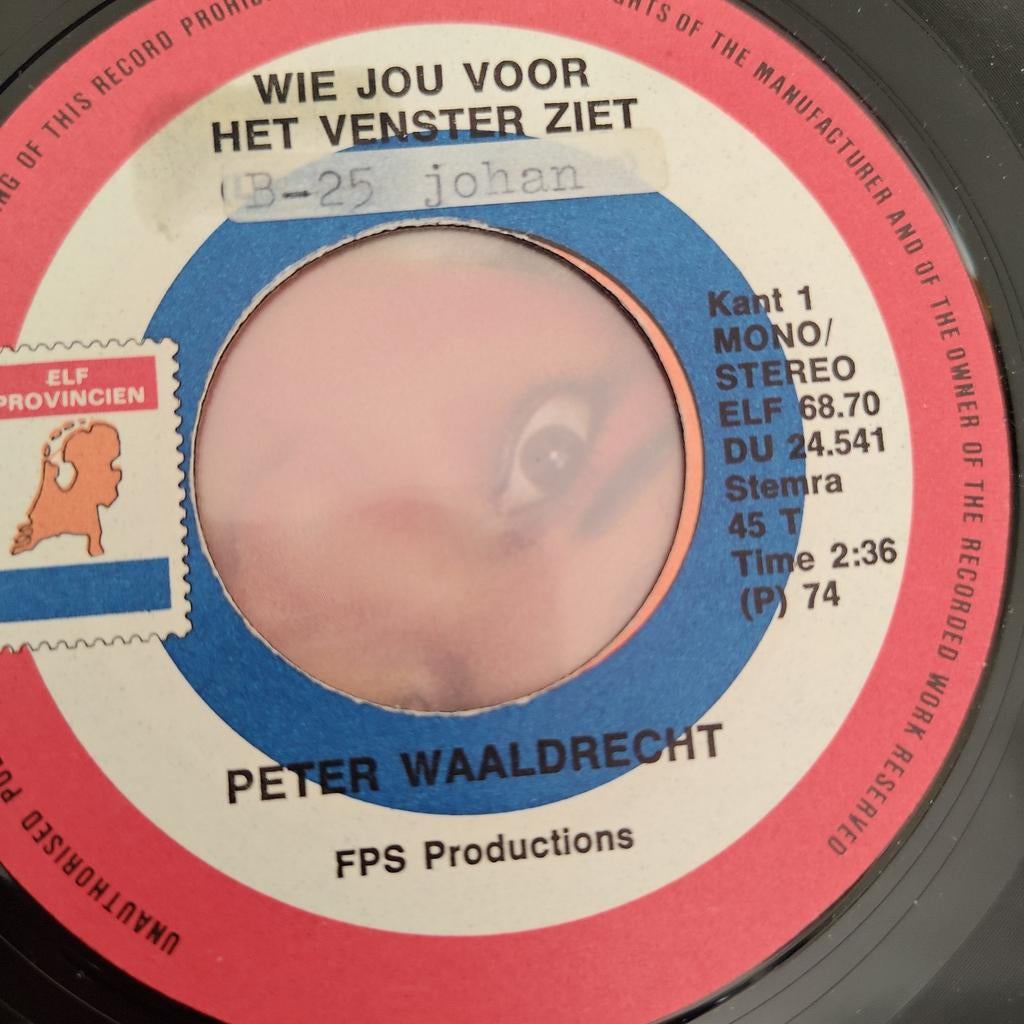 WIE JOU VOOR
HET VENSTER ZIET
B-25 johan
ELF
PROVINCIEN
Kant 1
MONO/
STEREO
ELF 68.70
DU 24.541
Stemra
45 T
Time 2:36
(P) 74
PETER WAALDRECHT
FPS Productions
OF THIS RECORD
OF THE MANUFACTURER AND OF THE OWNER OF THE RECORDED WORK RESERVED
UNAUTHORISED